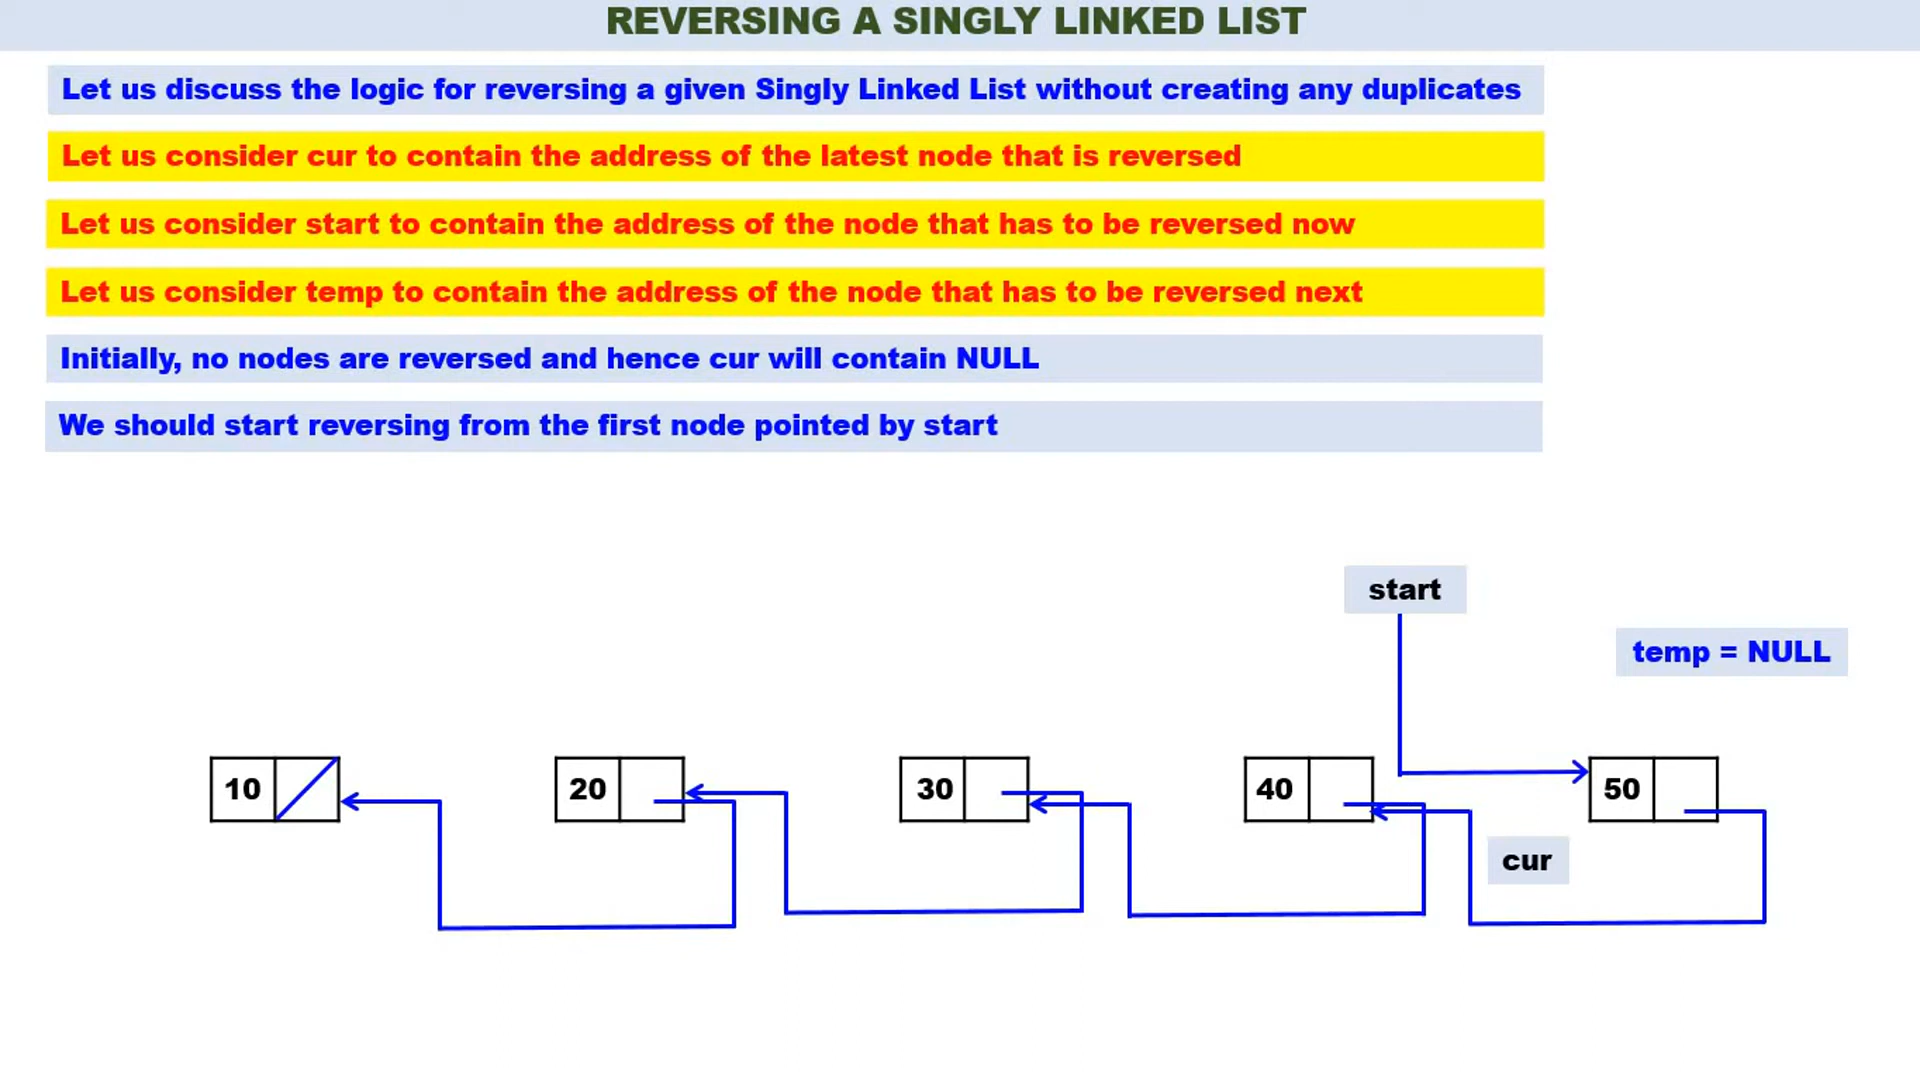 REVERSING A SINGLY LINKED LIST
Let us discuss the logic for reversing a given Singly Linked List without creating any duplicates
Let us consider cur to contain the address of the latest node that is reversed
Let us consider start to contain the address of the node that has to be reversed now
Let us consider temp to contain the address of the node that has to be reversed next
Initially, no nodes are reversed and hence cur will contain NULL
We should start reversing from the first node pointed by start
start
temp = NULL
10 20 30 40 50
cur